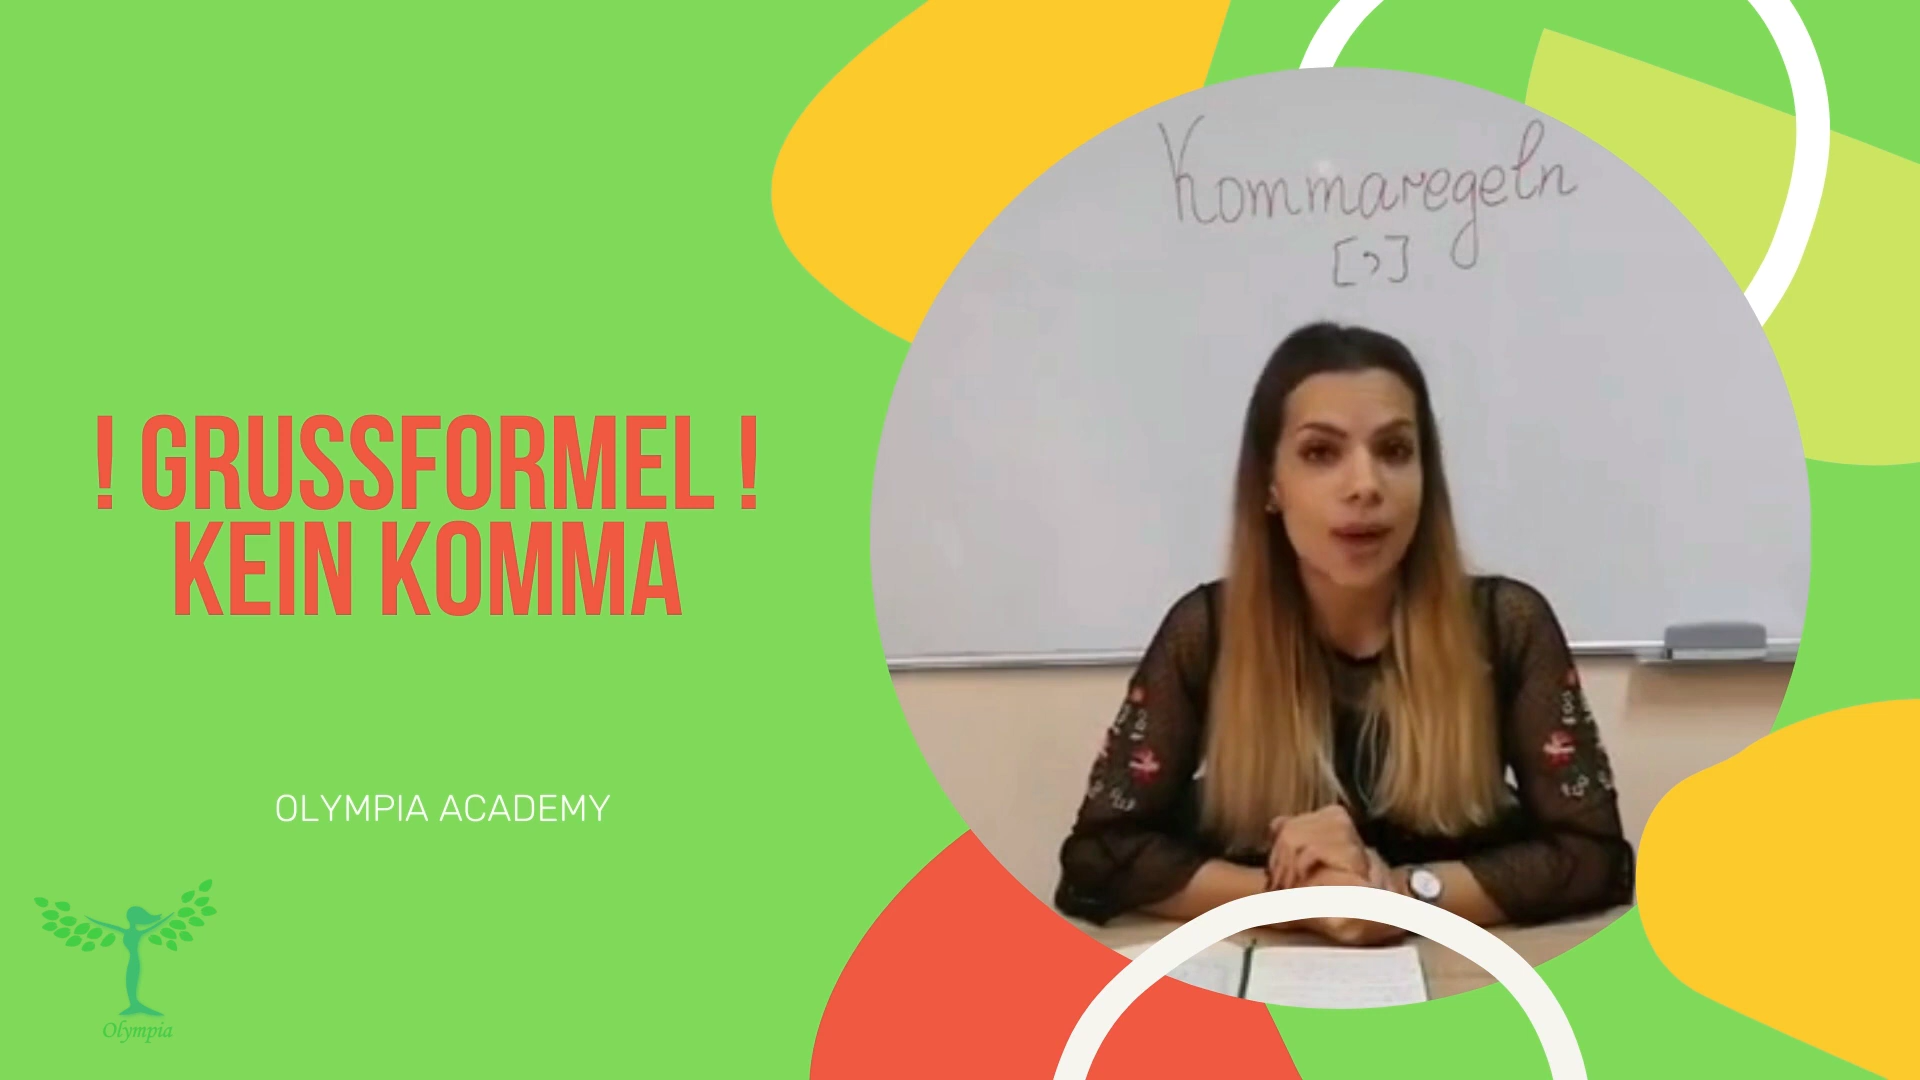 ! GRUSSFORMEL !
KEIN KOMMA
OLYMPIA ACADEMY
Olympia
Kommaregeln
[,]